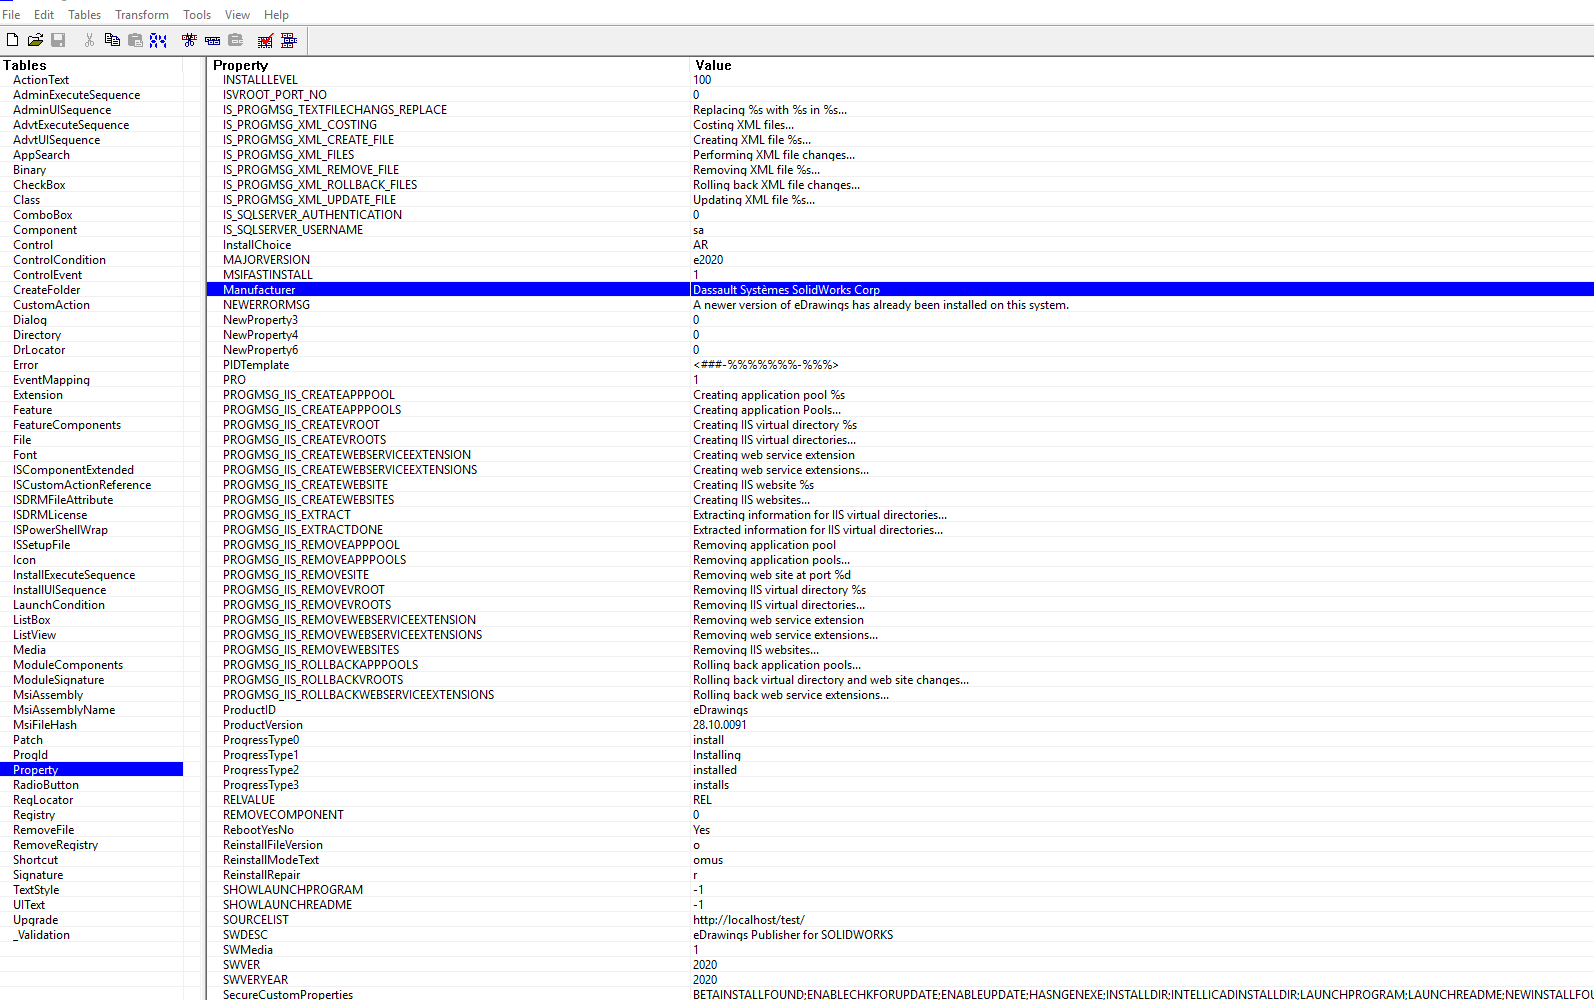 File Edit Tables Transform Tools View Help
Tables Property Value
ActionText INSTALLLEVEL 100
AdminExecuteSequence ISVROOT_PORT_NO 0
AdminUISequence IS_PROGMSG_TEXTFILECHANGS_REPLACE Replacing %s with %s in %s...
AdvtExecuteSequence IS_PROGMSG_XML_COSTING Costing XML files...
AdvtUISequence IS_PROGMSG_XML_CREATE_FILE Creating XML file %s...
AppSearch IS_PROGMSG_XML_FILES Performing XML file changes...
Binary IS_PROGMSG_XML_REMOVE_FILE Removing XML file %s...
CheckBox IS_PROGMSG_XML_ROLLBACK_FILES Rolling back XML file changes...
Class IS_PROGMSG_XML_UPDATE_FILE Updating XML file %s...
ComboBox IS_SQLSERVER_AUTHENTICATION 0
Component IS_SQLSERVER_USERNAME sa
Control InstallChoice AR
ControlCondition MAJORVERSION e2020
ControlEvent MSIFASTINSTALL 1
CreateFolder Manufacturer Dassault Systèmes SolidWorks Corp
CustomAction NEWERRORMSG A newer version of eDrawings has already been installed on this system.
Dialog NewProperty3 0
Directory NewProperty4 0
DrLocator NewProperty6 0
Error PIDTemplate <###-%%%%%%%-%%%>
EventMapping PRO 1
Extension PROGMSG_IIS_CREATEAPPPOOL Creating application pool %s
Feature PROGMSG_IIS_CREATEAPPPOOLS Creating application Pools...
FeatureComponents PROGMSG_IIS_CREATEVROOT Creating IIS virtual directory %s
File PROGMSG_IIS_CREATEVROOTS Creating IIS virtual directories...
Font PROGMSG_IIS_CREATEWEBSERVICEEXTENSION Creating web service extension
ISComponentExtended PROGMSG_IIS_CREATEWEBSERVICEEXTENSIONS Creating web service extensions...
ISCustomActionReference PROGMSG_IIS_CREATEWEBSITE Creating IIS website %s
ISDRMFileAttribute PROGMSG_IIS_CREATEWEBSITES Creating IIS websites...
ISDRMLicense PROGMSG_IIS_EXTRACT Extracting information for IIS virtual directories...
ISPowerShellWrap PROGMSG_IIS_EXTRACTDONE Extracted information for IIS virtual directories...
ISSetupFile PROGMSG_IIS_REMOVEAPPPOOL Removing application pool
Icon PROGMSG_IIS_REMOVEAPPPOOLS Removing application pools...
InstallExecuteSequence PROGMSG_IIS_REMOVESITE Removing web site at port %d
InstallUISequence PROGMSG_IIS_REMOVEVROOT Removing IIS virtual directory %s
LaunchCondition PROGMSG_IIS_REMOVEVROOTS Removing IIS virtual directories...
ListBox PROGMSG_IIS_REMOVEWEBSERVICEEXTENSION Removing web service extension
ListView PROGMSG_IIS_REMOVEWEBSERVICEEXTENSIONS Removing web service extensions...
Media PROGMSG_IIS_REMOVEWEBSITES Removing IIS websites...
ModuleComponents PROGMSG_IIS_ROLLBACKAPPPOOLS Rolling back application pools...
ModuleSignature PROGMSG_IIS_ROLLBACKVROOTS Rolling back virtual directory and web site changes...
MsiAssembly PROGMSG_IIS_ROLLBACKWEBSERVICEEXTENSIONS Rolling back web service extensions...
MsiAssemblyName ProductID eDrawings
MsiFileHash ProductVersion 28.10.0091
Patch ProgressType0 install
ProgId ProgressType1 Installing
Property ProgressType2 installed
RadioButton ProgressType3 installs
RegLocator RELVALUE REL
Registry REMOVECOMPONENT 0
RemoveFile RebootYesNo Yes
RemoveRegistry ReinstallFileVersion o
Shortcut ReinstallModeText omus
Signature ReinstallRepair r
TextStyle SHOWLAUNCHPROGRAM -1
UIText SHOWLAUNCHREADME -1
Upgrade SOURCELIST http://localhost/test/
_Validation SWDESC eDrawings Publisher for SOLIDWORKS
SWMedia 1
SWVER 2020
SWVERYEAR 2020
SecureCustomProperties BETAINSTALLFOUND;ENABLECHKFORUPDATE;ENABLEUPDATE;HASNGENEXE;INSTALLDIR;INTELLICADINSTALLDIR;LAUNCHPROGRAM;LAUNCHREADME;NEWINSTALLFO